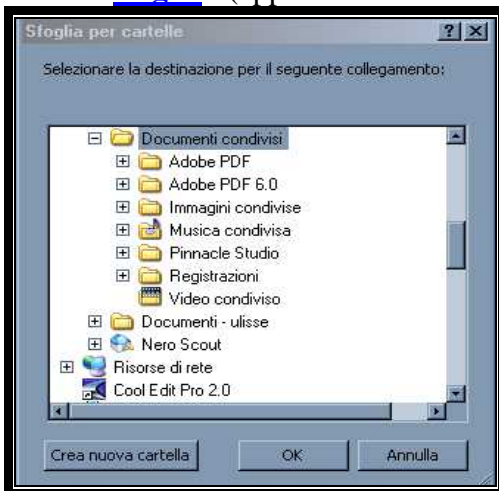 Sfoglia per cartelle
Selezionare la destinazione per il seguente collegamento:
Documenti condivisi
Adobe PDF
Adobe PDF 6.0
Immagini condivise
Musica condivisa
Pinnacle Studio
Registrazioni
Video condiviso
Documenti - ulisse
Nero Scout
Risorse di rete
Cool Edit Pro 2.0
Crea nuova cartella OK Annulla